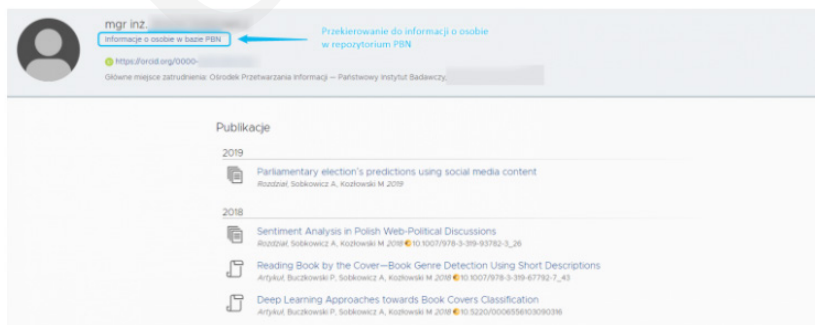 mgr inż.
Informacje o osobie w bazie PBN
Przekierowanie do informacji o osobie
w repozytorium PBN
https://orcid.org/0000-
Główne miejsce zatrudnienia: Ośrodek Przetwarzania Informacji — Państwowy Instytut Badawczy,
Publikacje
2019
Parliamentary election's predictions using social media content
Rozdział, Sobkowicz A, Kozłowski M 2019
2018
Sentiment Analysis in Polish Web-Political Discussions
Rozdział, Sobkowicz A, Kozłowski M 2018 10.1007/978-3-319-93782-3_26
Reading Book by the Cover—Book Genre Detection Using Short Descriptions
Artykuł, Buczkowski P, Sobkowicz A, Kozłowski M 2018 10.1007/978-3-319-67792-7_43
Deep Learning Approaches towards Book Covers Classification
Artykuł, Buczkowski P, Sobkowicz A, Kozłowski M 2018 10.5220/0006556103090316